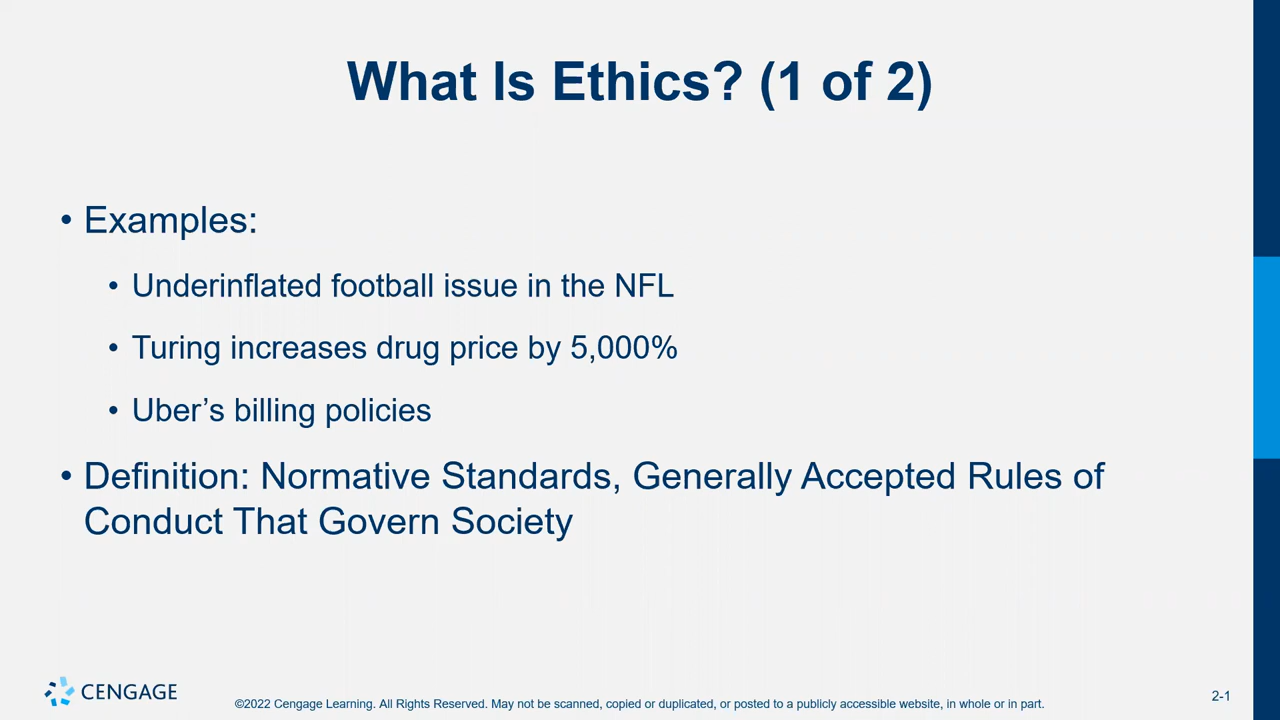 What Is Ethics? (1 of 2)
• Examples:
• Underinflated football issue in the NFL
• Turing increases drug price by 5,000%
• Uber’s billing policies
• Definition: Normative Standards, Generally Accepted Rules of
Conduct That Govern Society
CENGAGE
©2022 Cengage Learning. All Rights Reserved. May not be scanned, copied or duplicated, or posted to a publicly accessible website, in whole or in part.
2-1